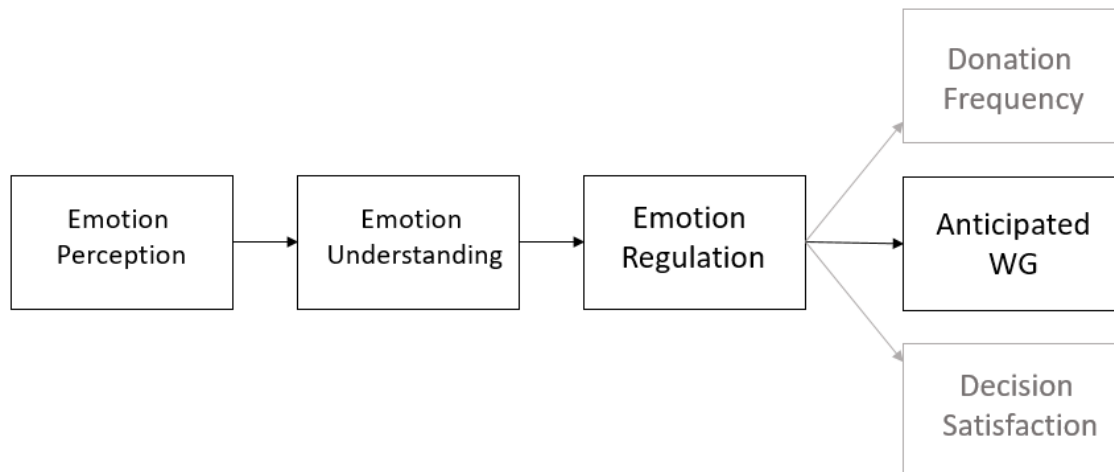 Emotion
Perception
Emotion
Understanding
Emotion
Regulation
Donation
Frequency
Anticipated
WG
Decision
Satisfaction